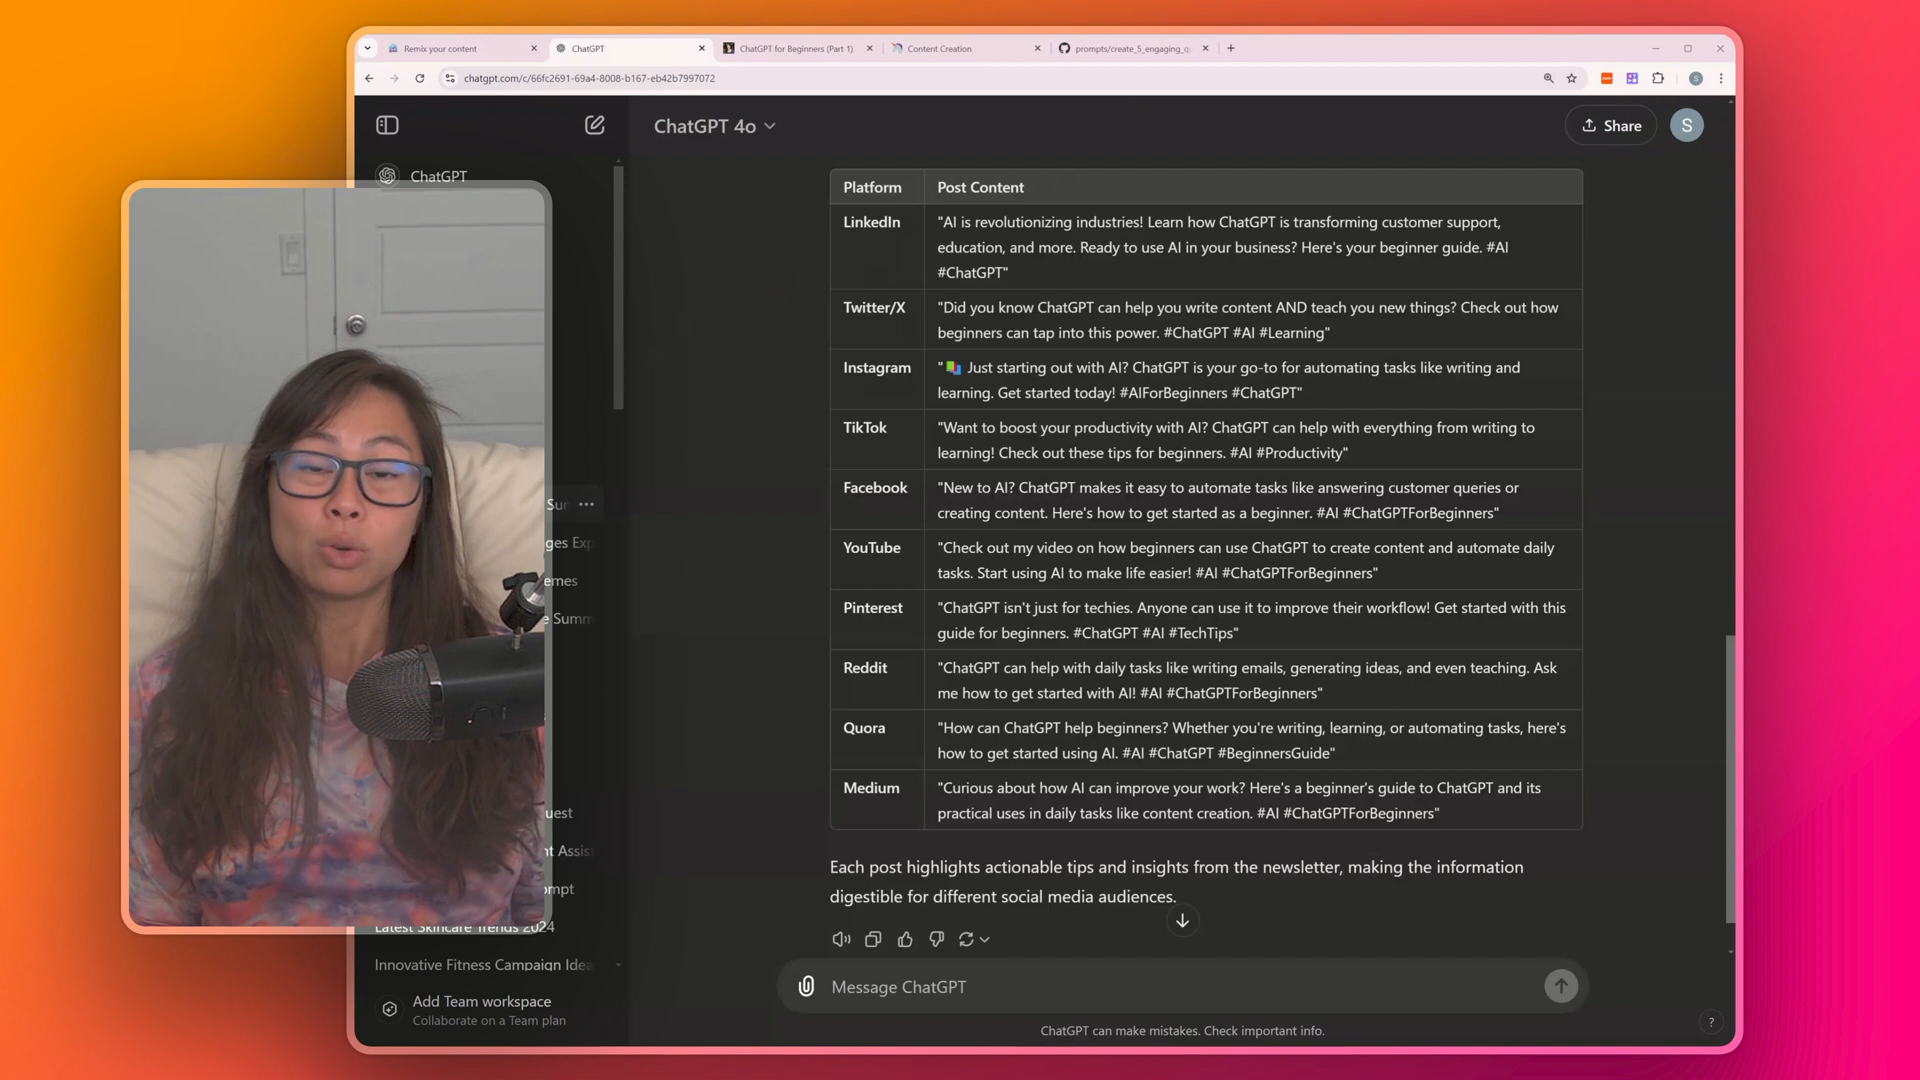 Remix your content
ChatGPT
ChatGPT for Beginners (Part 1)
Content Creation
prompts/create_5_engaging_qu
chatgpt.com/c/66fc2691-69a4-8008-b167-eb42b7997072
S
ChatGPT 4o
Share
S
ChatGPT
Platform Post Content
LinkedIn "AI is revolutionizing industries! Learn how ChatGPT is transforming customer support,
education, and more. Ready to use AI in your business? Here's your beginner guide. #AI
#ChatGPT"
Twitter/X "Did you know ChatGPT can help you write content AND teach you new things? Check out how
beginners can tap into this power. #ChatGPT #AI #Learning"
Instagram " Just starting out with AI? ChatGPT is your go-to for automating tasks like writing and
learning. Get started today! #AIForBeginners #ChatGPT"
TikTok "Want to boost your productivity with AI? ChatGPT can help with everything from writing to
learning! Check out these tips for beginners. #AI #Productivity"
Facebook "New to AI? ChatGPT makes it easy to automate tasks like answering customer queries or
creating content. Here's how to get started as a beginner. #AI #ChatGPTForBeginners"
YouTube "Check out my video on how beginners can use ChatGPT to create content and automate daily
tasks. Start using AI to make life easier! #AI #ChatGPTForBeginners"
Pinterest "ChatGPT isn't just for techies. Anyone can use it to improve their workflow! Get started with this
guide for beginners. #ChatGPT #AI #TechTips"
Reddit "ChatGPT can help with daily tasks like writing emails, generating ideas, and even teaching. Ask
me how to get started with AI! #AI #ChatGPTForBeginners"
Quora "How can ChatGPT help beginners? Whether you're writing, learning, or automating tasks, here's
how to get started using AI. #AI #ChatGPT #BeginnersGuide"
Medium "Curious about how AI can improve your work? Here's a beginner's guide to ChatGPT and its
practical uses in daily tasks like content creation. #AI #ChatGPTForBeginners"
Each post highlights actionable tips and insights from the newsletter, making the information
digestible for different social media audiences.
Sur
ges Exp
emes
e Summ
uest
nt Assis
ompt
Latest Skincare Trends 2024
Innovative Fitness Campaign Idea
Add Team workspace
Collaborate on a Team plan
Message ChatGPT
ChatGPT can make mistakes. Check important info.
?